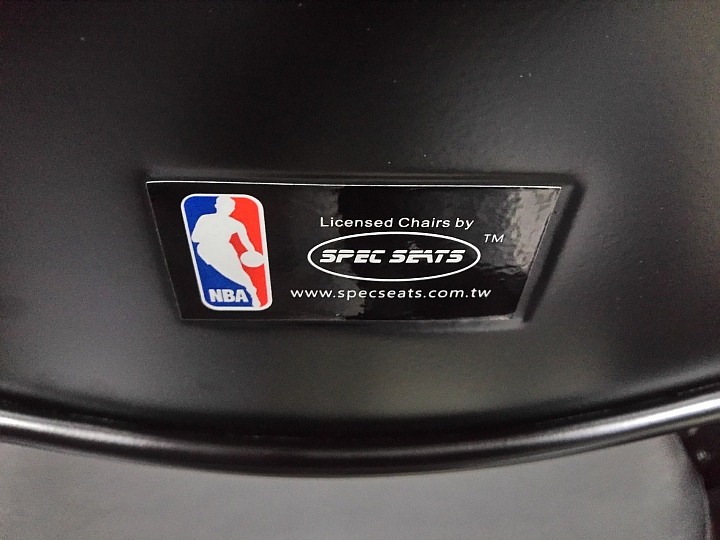 NBA
Licensed Chairs by
SPEC SEATS ™
www.specseats.com.tw